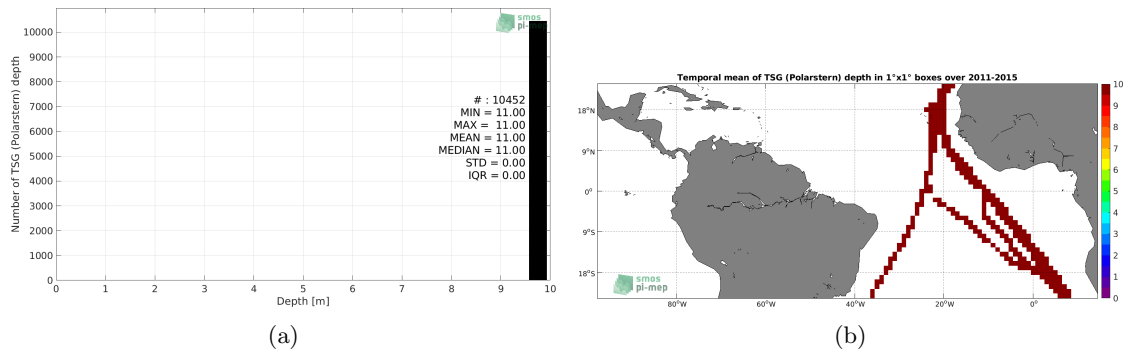 smos
pi-mep
10000
9000
8000
7000
6000
5000
4000
3000
2000
1000
0
Number of TSG (Polarstern) depth
# : 10452
MIN = 11.00
MAX = 11.00
MEAN = 11.00
MEDIAN = 11.00
STD = 0.00
IQR = 0.00
0 1 2 3 4 5 6 7 8 9 10
Depth [m]
(a)
Temporal mean of TSG (Polarstern) depth in 1°x1° boxes over 2011-2015
18°N
9°N
0°
9°S
18°S
80°W 60°W 40°W 20°W 0°
smos
pi-mep
10
9
8
7
6
5
4
3
2
1
0
(b)